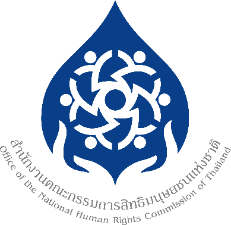 สำนักงานคณะกรรมการสิทธิมนุษยชนแห่งชาติ
Office of the National Human Rights Commission of Thailand